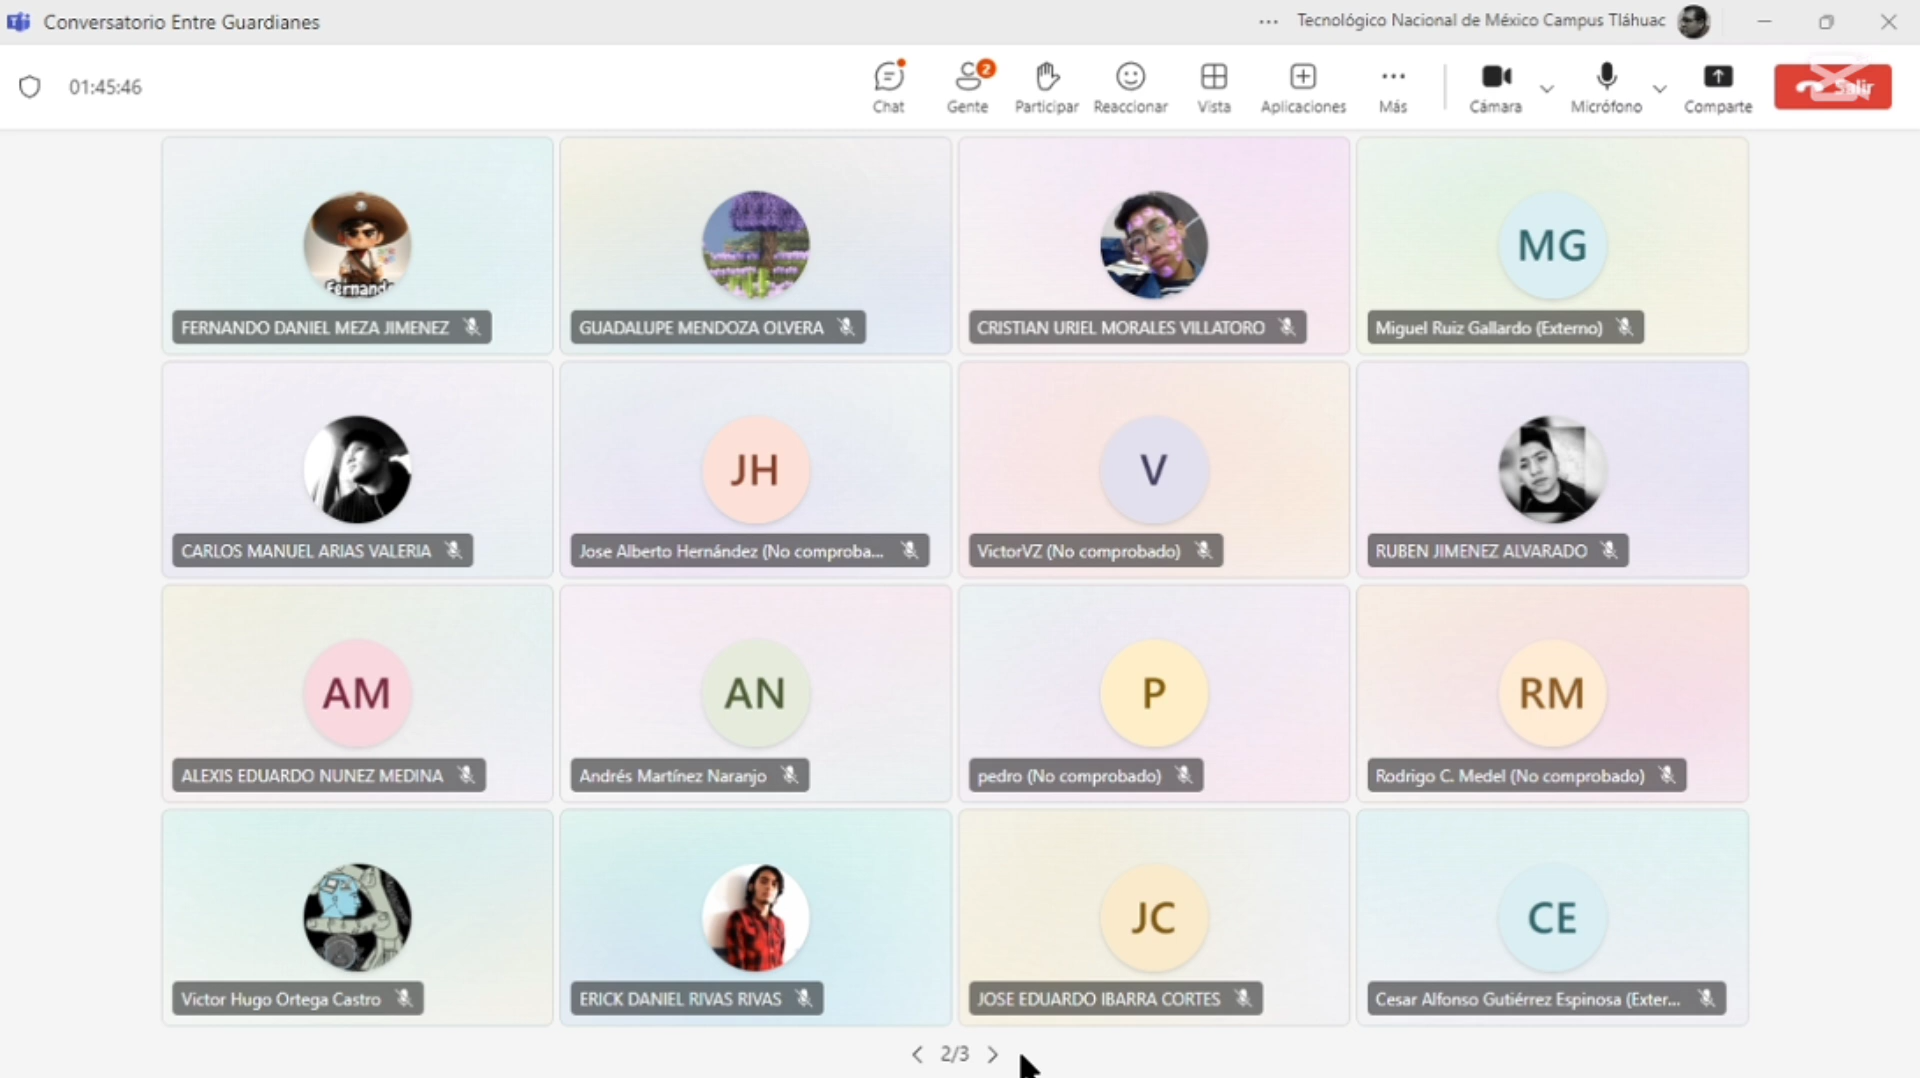 Conversatorio Entre Guardianes
Tecnológico Nacional de México Campus Tláhuac
01:45:46
2
Chat
Gente
Participar
Reaccionar
Vista
Aplicaciones
Más
Cámara
Micrófono
Comparte
Salir
Fernando
FERNANDO DANIEL MEZA JIMENEZ
GUADALUPE MENDOZA OLVERA
CRISTIAN URIEL MORALES VILLATORO
MG
Miguel Ruiz Gallardo (Externo)
CARLOS MANUEL ARIAS VALERIA
JH
Jose Alberto Hernández (No comproba...
V
VictorVZ (No comprobado)
RUBEN JIMENEZ ALVARADO
AM
ALEXIS EDUARDO NUNEZ MEDINA
AN
Andrés Martínez Naranjo
P
pedro (No comprobado)
RM
Rodrigo C. Medel (No comprobado)
Victor Hugo Ortega Castro
ERICK DANIEL RIVAS RIVAS
JC
JOSE EDUARDO IBARRA CORTES
CE
Cesar Alfonso Gutiérrez Espinosa (Exter...
2/3